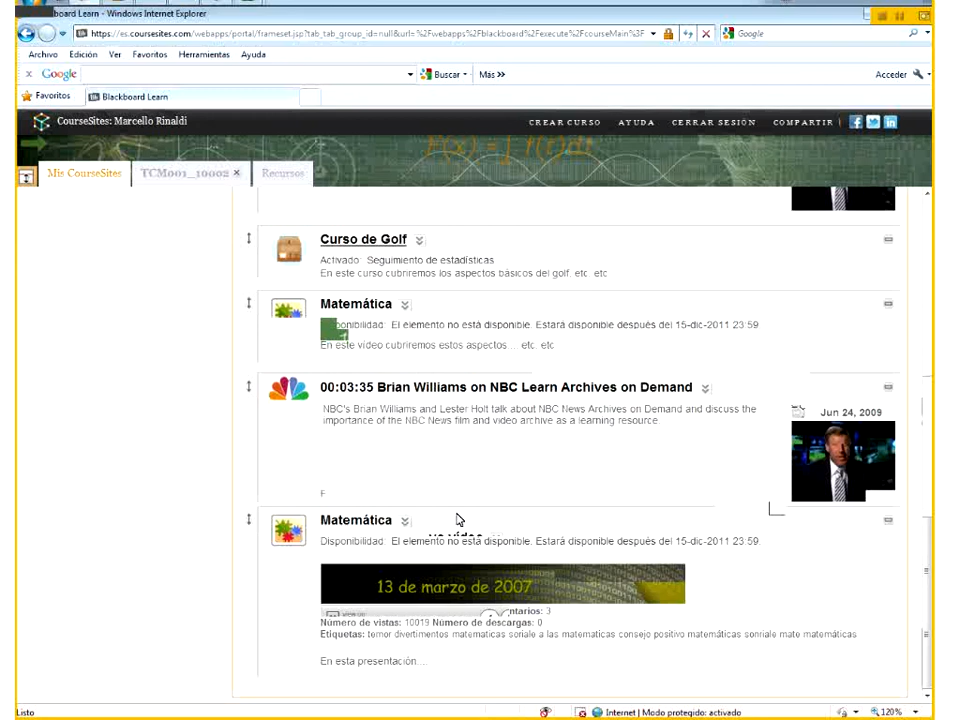 board Learn - Windows Internet Explorer
https://es.coursesites.com/webapps/portal/frameset.jsp?tab_tab_group_id=null&url=%2Fwebapps%2Fblackboard%2Fexecute%2FcourseMain%3F
Google
Archivo Edición Ver Favoritos Herramientas Ayuda
x Google Buscar Más >> Acceder
Favoritos Blackboard Learn
CourseSites: Marcello Rinaldi CREAR CURSO AYUDA CERRAR SESIÓN COMPARTIR
F(x) = ∫ f(t)dt
Mis CourseSites TCM001_10002 × Recursos
Curso de Golf
Activado: Seguimiento de estadísticas
En este curso cubriremos los aspectos básicos del golf, etc, etc
Matemática
ponibilidad: El elemento no está disponible. Estará disponible después del 15-dic-2011 23:59
En este vídeo cubriremos estos aspectos.... etc. etc
00:03:35 Brian Williams on NBC Learn Archives on Demand
NBC's Brian Williams and Lester Holt talk about NBC News Archives on Demand and discuss the
importance of the NBC News film and video archive as a learning resource.
Jun 24, 2009
F
Matemática
Disponibilidad: El elemento no está disponible. Estará disponible después del 15-dic-2011 23:59.
13 de marzo de 2007
ntarios: 3
Número de vistas: 10019 Número de descargas: 0
Etiquetas: temor divertimentos matematicas soriale a las matematicas consejo positivo matemáticas sonriale mate matemáticas
En esta presentación....
Listo Internet | Modo protegido: activado 120%